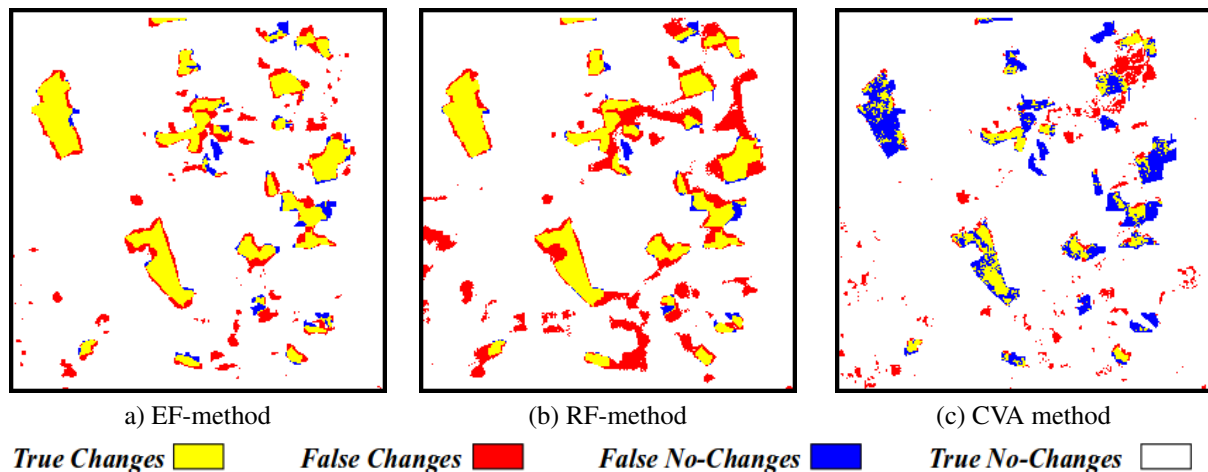 a) EF-method
(b) RF-method
(c) CVA method
True Changes
False Changes
False No-Changes
True No-Changes